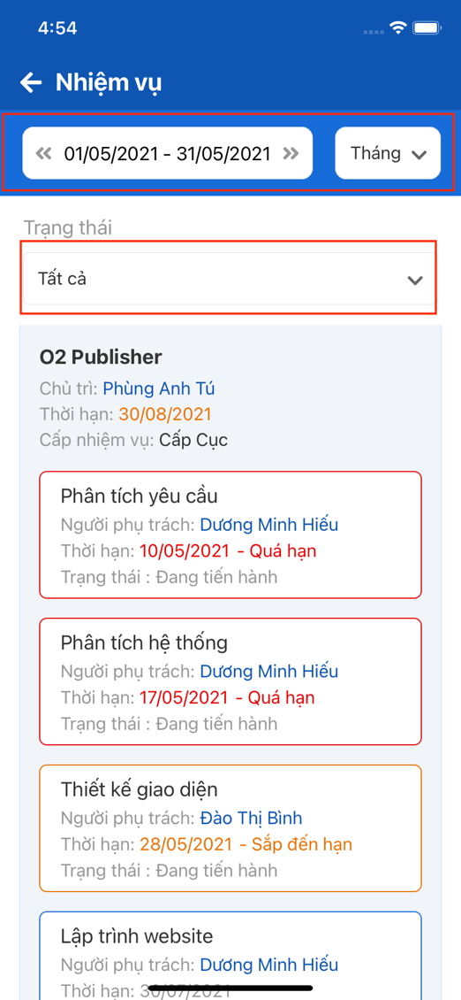 4:54
Nhiệm vụ
01/05/2021 - 31/05/2021
Tháng
Trạng thái
Tất cả
O2 Publisher
Chủ trì: Phùng Anh Tú
Thời hạn: 30/08/2021
Cấp nhiệm vụ: Cấp Cục
Phân tích yêu cầu
Người phụ trách: Dương Minh Hiếu
Thời hạn: 10/05/2021 - Quá hạn
Trạng thái : Đang tiến hành
Phân tích hệ thống
Người phụ trách: Dương Minh Hiếu
Thời hạn: 17/05/2021 - Quá hạn
Trạng thái : Đang tiến hành
Thiết kế giao diện
Người phụ trách: Đào Thị Bình
Thời hạn: 28/05/2021 - Sắp đến hạn
Trạng thái : Đang tiến hành
Lập trình website
Người phụ trách: Dương Minh Hiếu
Thời hạn: 30/07/2021